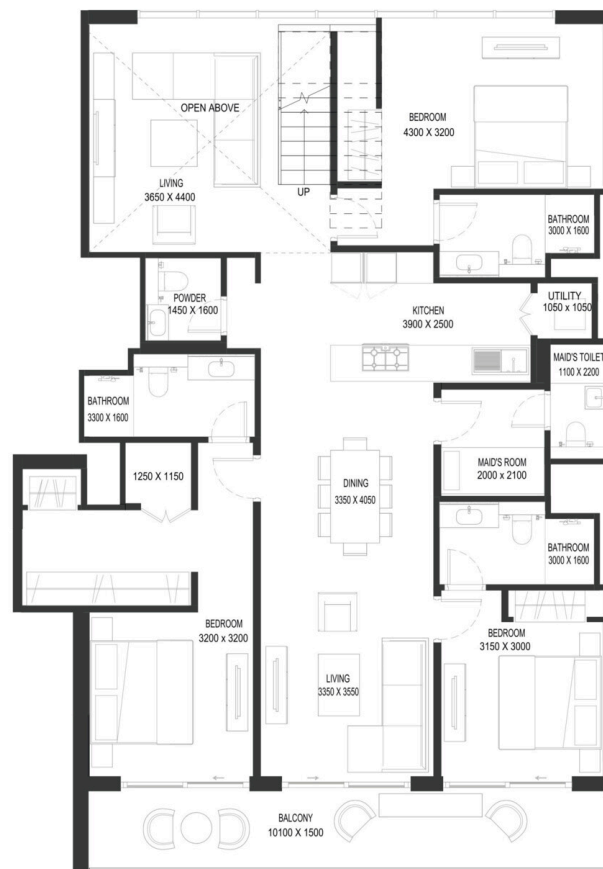 OPEN ABOVE
LIVING
3650 X 4400
UP
BEDROOM
4300 X 3200
BATHROOM
3000 X 1600
POWDER
1450 X 1600
KITCHEN
3900 X 2500
UTILITY
1050 x 1050
MAID'S TOILET
1100 X 2200
BATHROOM
3300 X 1600
1250 X 1150
DINING
3350 X 4050
MAID'S ROOM
2000 x 2100
BATHROOM
3000 X 1600
BEDROOM
3200 x 3200
BEDROOM
3150 X 3000
LIVING
3350 X 3550
BALCONY
10100 X 1500